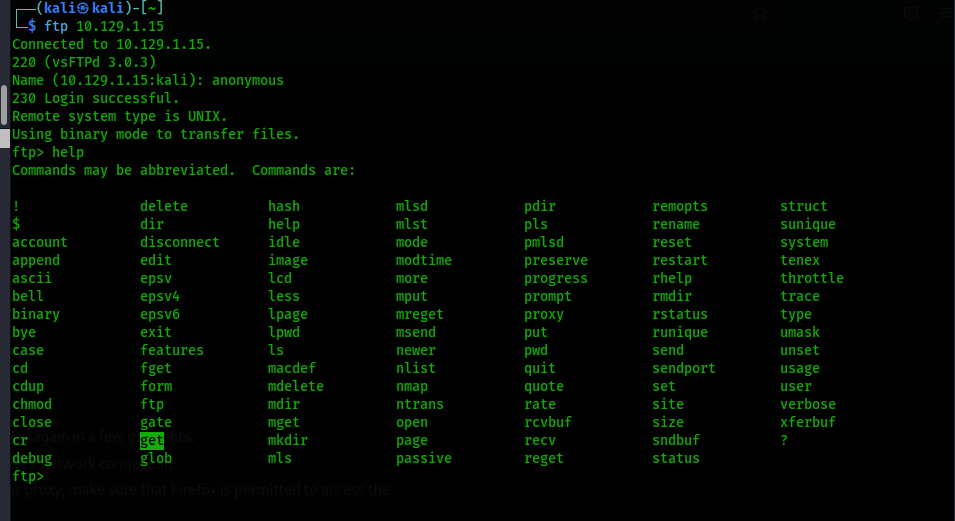 ┌──(kali㉿kali)-[~]
└─$ ftp 10.129.1.15
Connected to 10.129.1.15.
220 (vsFTPd 3.0.3)
Name (10.129.1.15:kali): anonymous
230 Login successful.
Remote system type is UNIX.
Using binary mode to transfer files.
ftp> help
Commands may be abbreviated.  Commands are:

!		delete		hash		mlsd		pdir		remopts		struct
$		dir		help		mlst		pls		rename		sunique
account		disconnect	idle		mode		pmlsd		reset		system
append		edit		image		modtime		preserve	restart		tenex
ascii		epsv		lcd		more		progress	rhelp		throttle
bell		epsv4		less		mput		prompt		rmdir		trace
binary		epsv6		lpage		mreget		proxy		rstatus		type
bye		exit		lpwd		msend		put		runique		umask
case		features	ls		newer		pwd		send		unset
cd		fget		macdef		nlist		quit		sendport	usage
cdup		form		mdelete		nmap		quote		set		user
chmod		ftp		mdir		ntrans		rate		site		verbose
close		gate		mget		open		rcvbuf		size		xferbuf
cr		get		mkdir		page		recv		sndbuf		?
debug		glob		mls		passive		reget		status
ftp>
again in a few
network
proxy, make sure that Firefox is permitted to access the